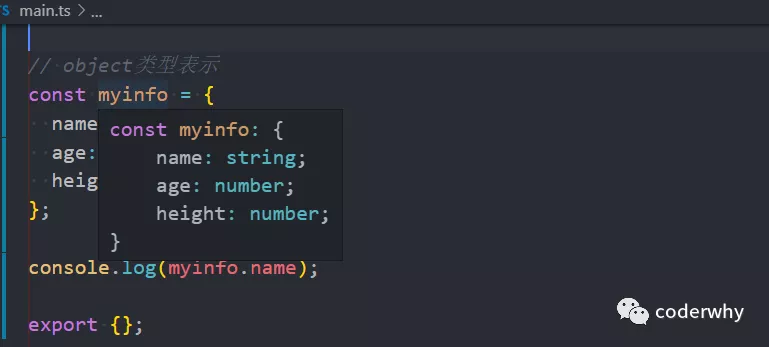 TS main.ts > ...
// object类型表示
const myinfo = {
name
age:
heig
};
const myinfo: {
name: string;
age: number;
height: number;
}
console.log(myinfo.name);
export {};
coderwhy